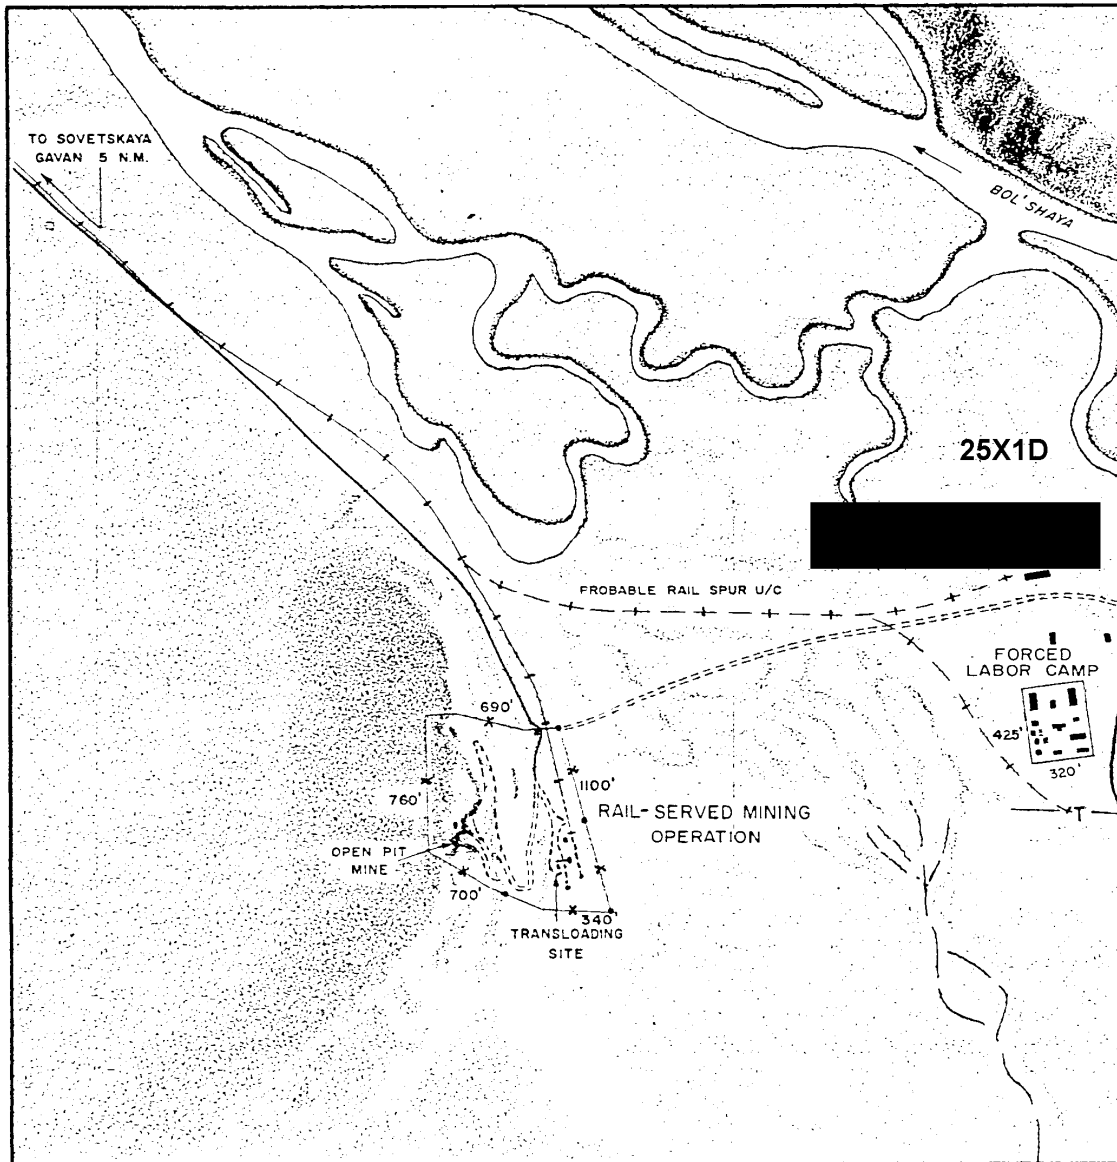 TO SOVETSKAYA
GAVAN 5 N.M.
BOL'SHAYA
25X1D
PROBABLE RAIL SPUR U/C
FORCED
LABOR CAMP
425'
320'
690'
760'
1100'
RAIL-SERVED MINING
OPERATION
OPEN PIT
MINE
700'
340'
TRANSLOADING
SITE
T